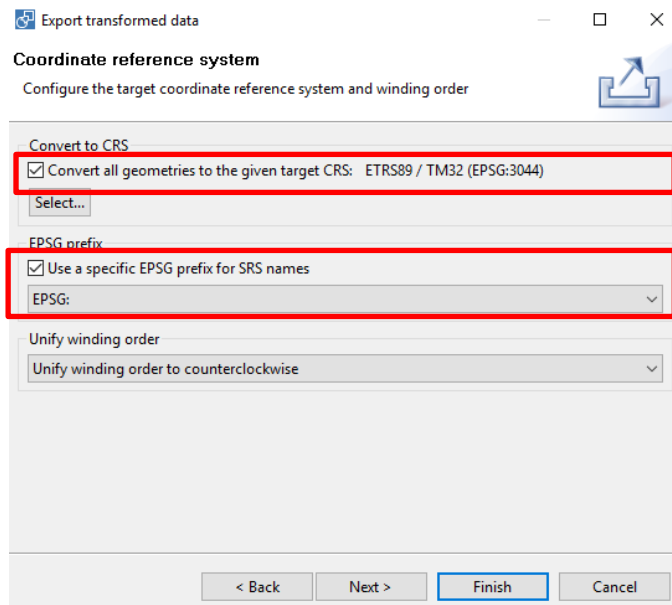 Export transformed data
Coordinate reference system
Configure the target coordinate reference system and winding order
Convert to CRS
Convert all geometries to the given target CRS: ETRS89 / TM32 (EPSG:3044)
Select...
EPSG prefix
Use a specific EPSG prefix for SRS names
EPSG:
Unify winding order
Unify winding order to counterclockwise
< Back Next > Finish Cancel